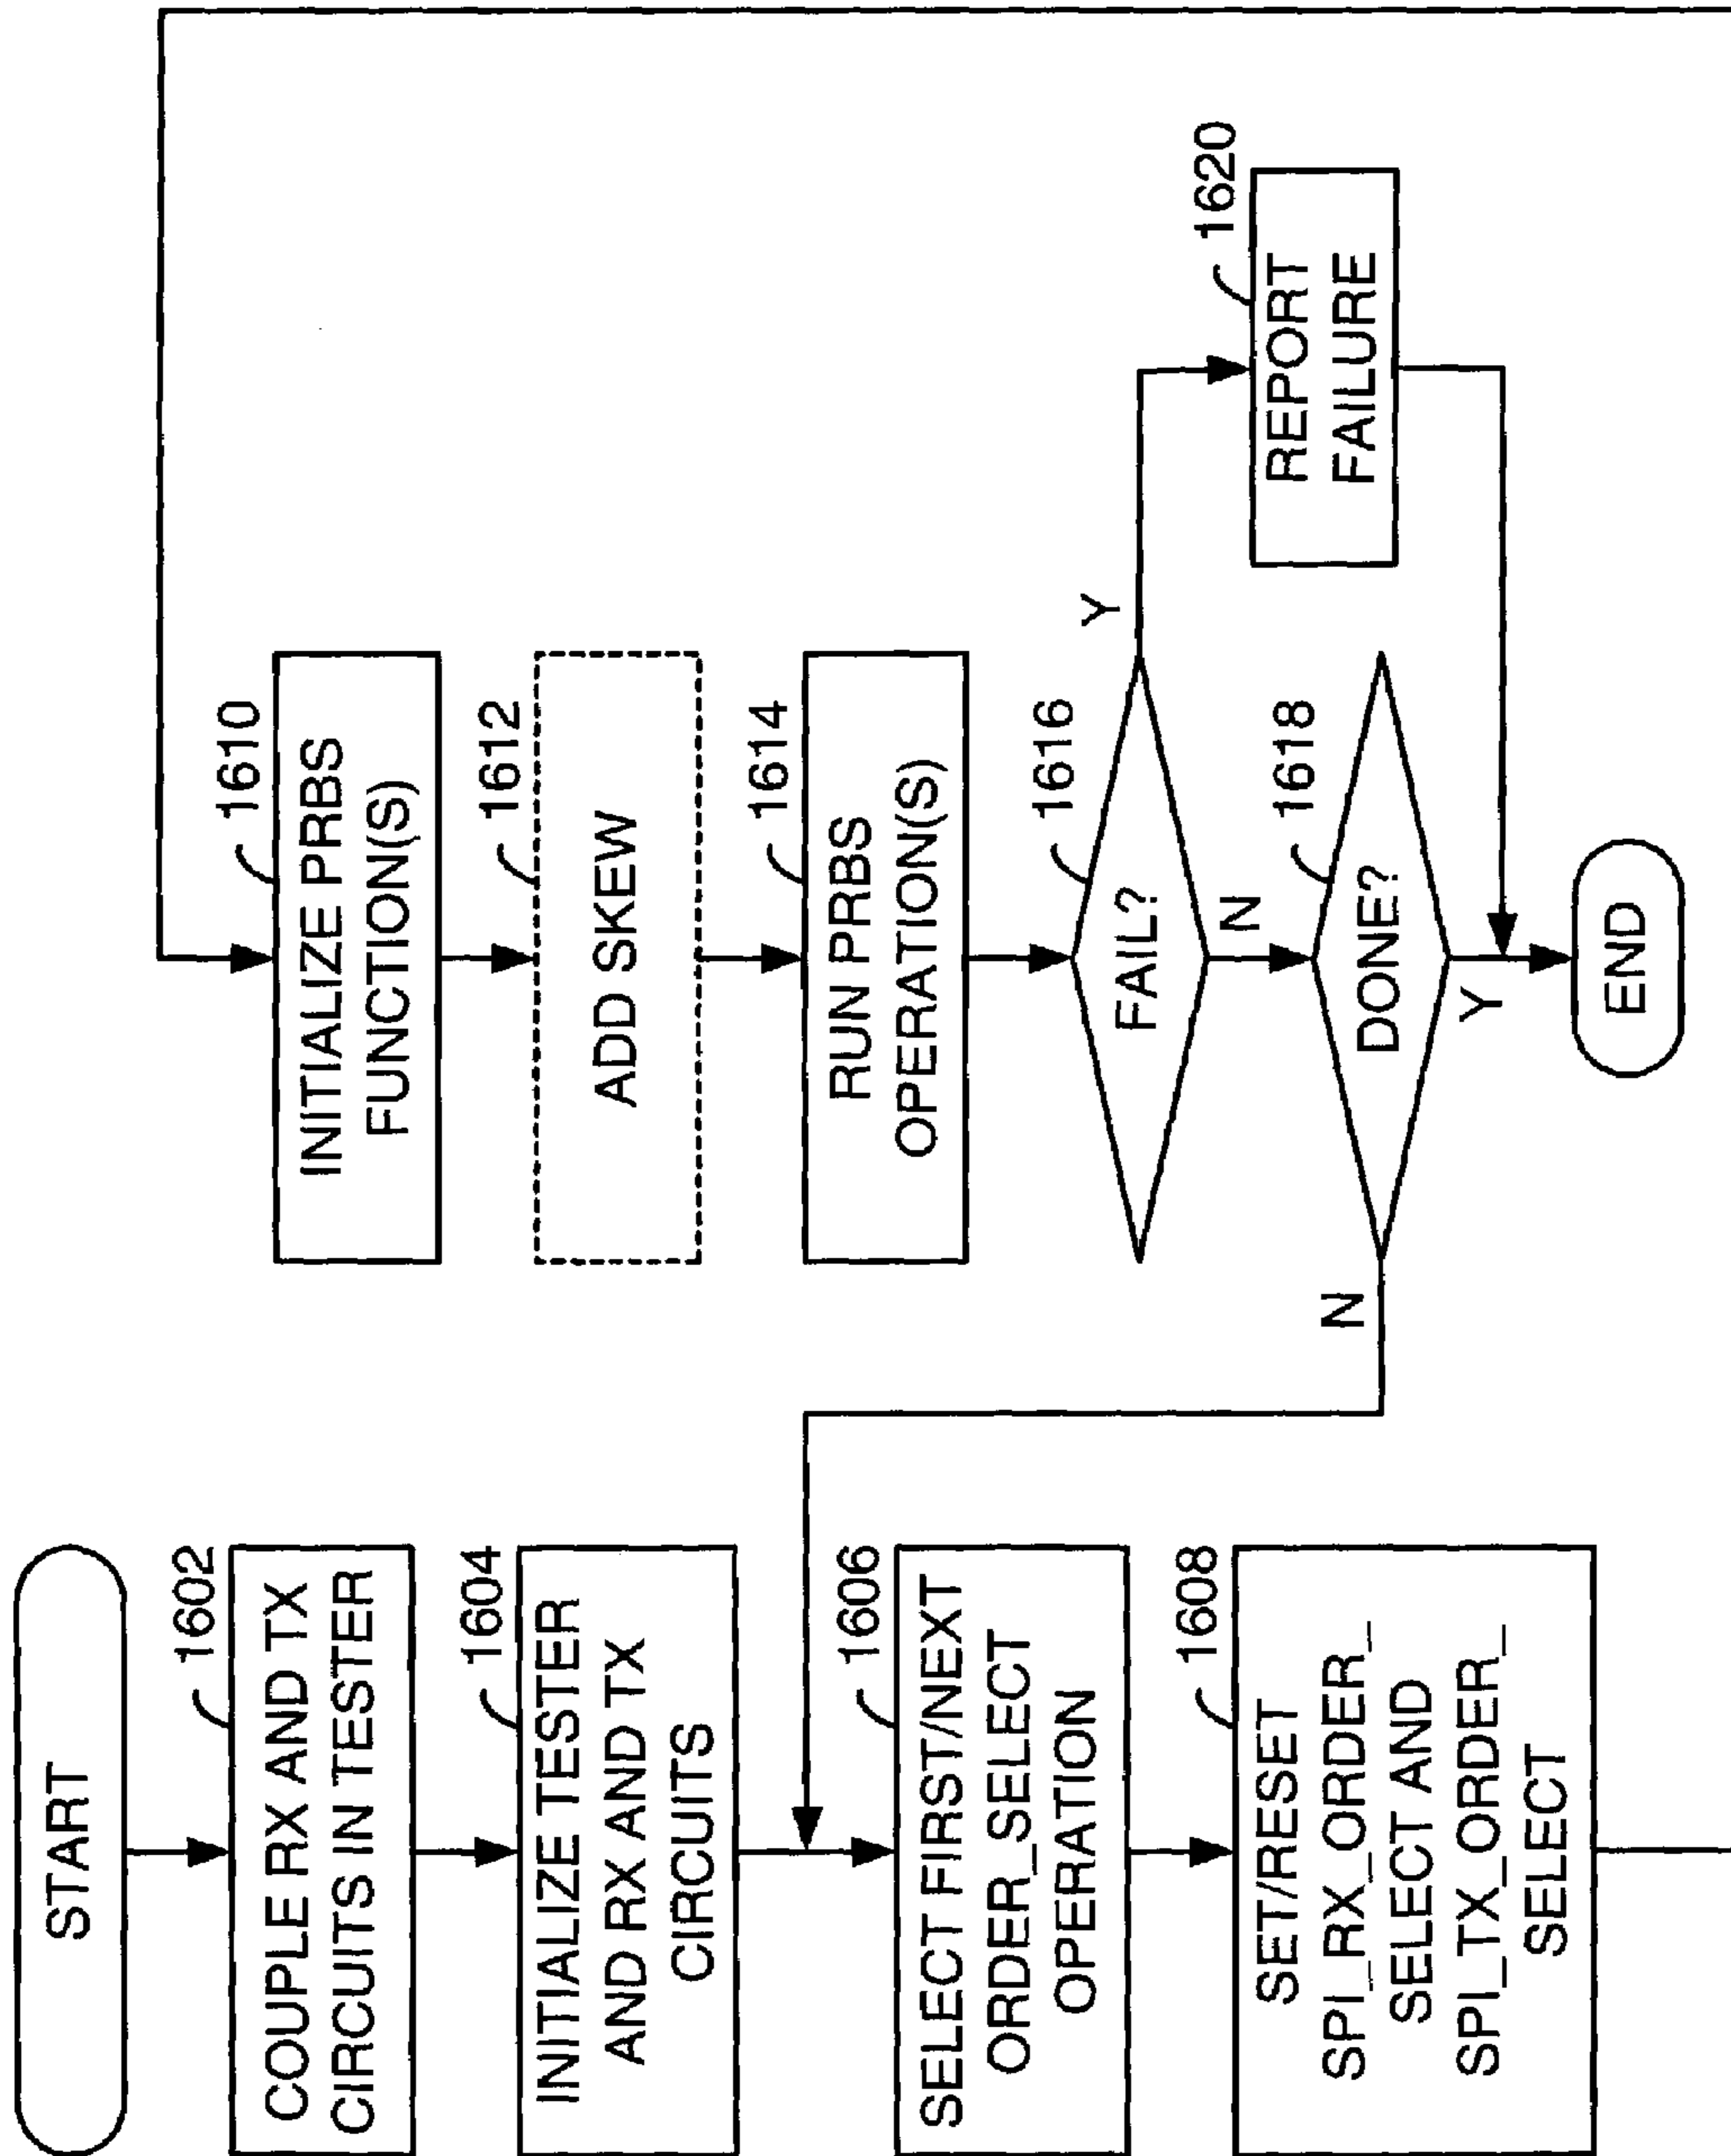 START
1602
COUPLE RX AND TX
CIRCUITS IN TESTER
1604
INITIALIZE TESTER
AND RX AND TX
CIRCUITS
1606
SELECT FIRST/NEXT
ORDER_SELECT
OPERATION
1608
SET/RESET
SPI_RX_ORDER_
SELECT AND
SPI_TX_ORDER_
SELECT
1610
INITIALIZE PRBS
FUNCTION(S)
1612
ADD SKEW
1614
RUN PRBS
OPERATION(S)
1616
FAIL?
Y
N
1620
REPORT
FAILURE
1618
DONE?
N
Y
END